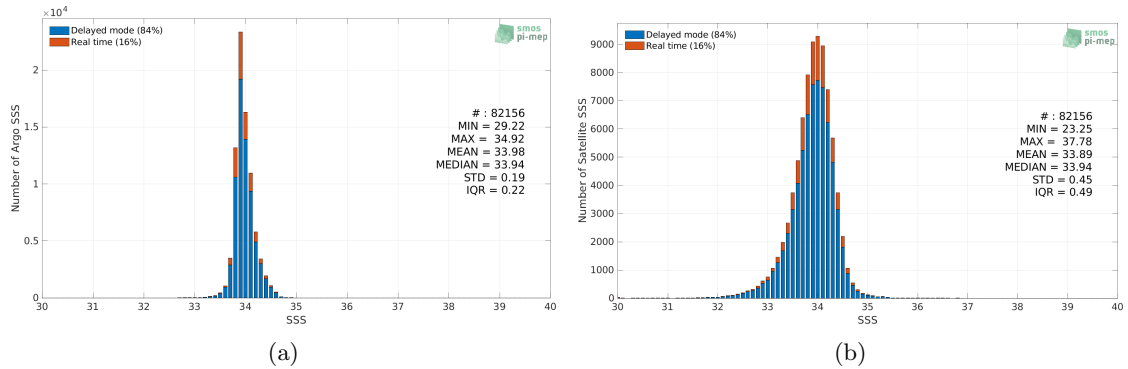 ×10^4
Delayed mode (84%)
Real time (16%)
smos
pi-mep
2
1.5
1
0.5
0
Number of Argo SSS
# : 82156
MIN = 29.22
MAX = 34.92
MEAN = 33.98
MEDIAN = 33.94
STD = 0.19
IQR = 0.22
30 31 32 33 34 35 36 37 38 39 40
SSS
(a)
Delayed mode (84%)
Real time (16%)
smos
pi-mep
9000
8000
7000
6000
5000
4000
3000
2000
1000
0
Number of Satellite SSS
# : 82156
MIN = 23.25
MAX = 37.78
MEAN = 33.89
MEDIAN = 33.94
STD = 0.45
IQR = 0.49
30 31 32 33 34 35 36 37 38 39 40
SSS
(b)